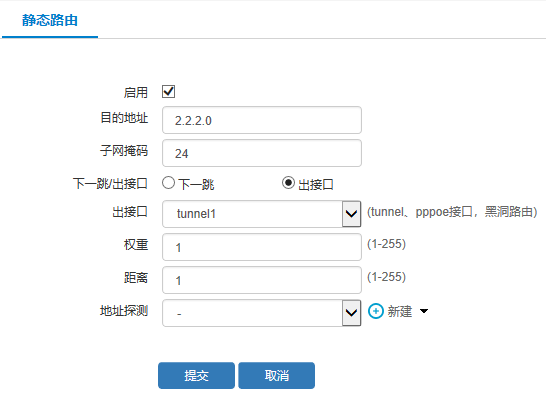 静态路由
启用
目的地址 2.2.2.0
子网掩码 24
下一跳/出接口 下一跳 出接口
出接口 tunnel1 (tunnel、pppoe接口，黑洞路由)
权重 1 (1-255)
距离 1 (1-255)
地址探测 - 新建
提交 取消